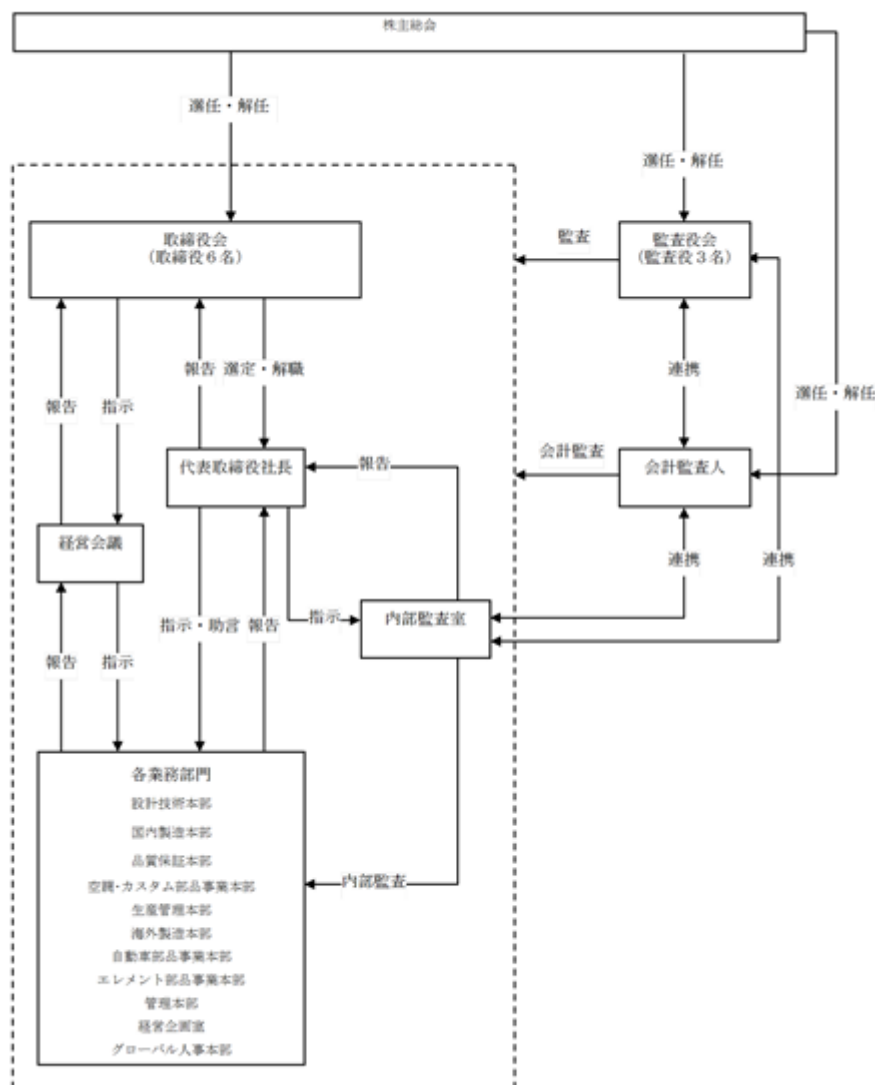 株主総会
選任・解任
選任・解任
取締役会
(取締役6名)
監査
監査役会
(監査役3名)
報告
選定・解職
連携
選任・解任
報告
指示
代表取締役社長
報告
会計監査
会計監査人
経営会議
連携
連携
指示・助言
報告
指示
内部監査室
報告
指示
各業務部門
設計技術本部
国内製造本部
品質保証本部
空調・カスタム部品事業本部
内部監査
生産管理本部
海外製造本部
自動車部品事業本部
エレメント部品事業本部
管理本部
経営企画室
グローバル人事本部